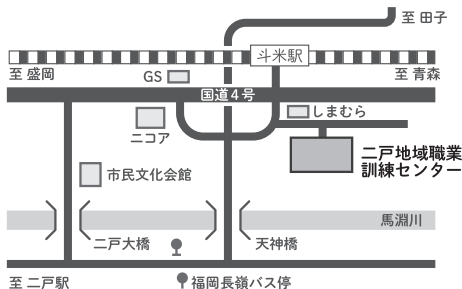 至 田子
斗米駅
至 盛岡
GS
至 青森
国道4号
しまむら
ニコア
二戸地域職業
訓練センター
市民文化会館
馬淵川
二戸大橋
天神橋
至 二戸駅
福岡長嶺バス停